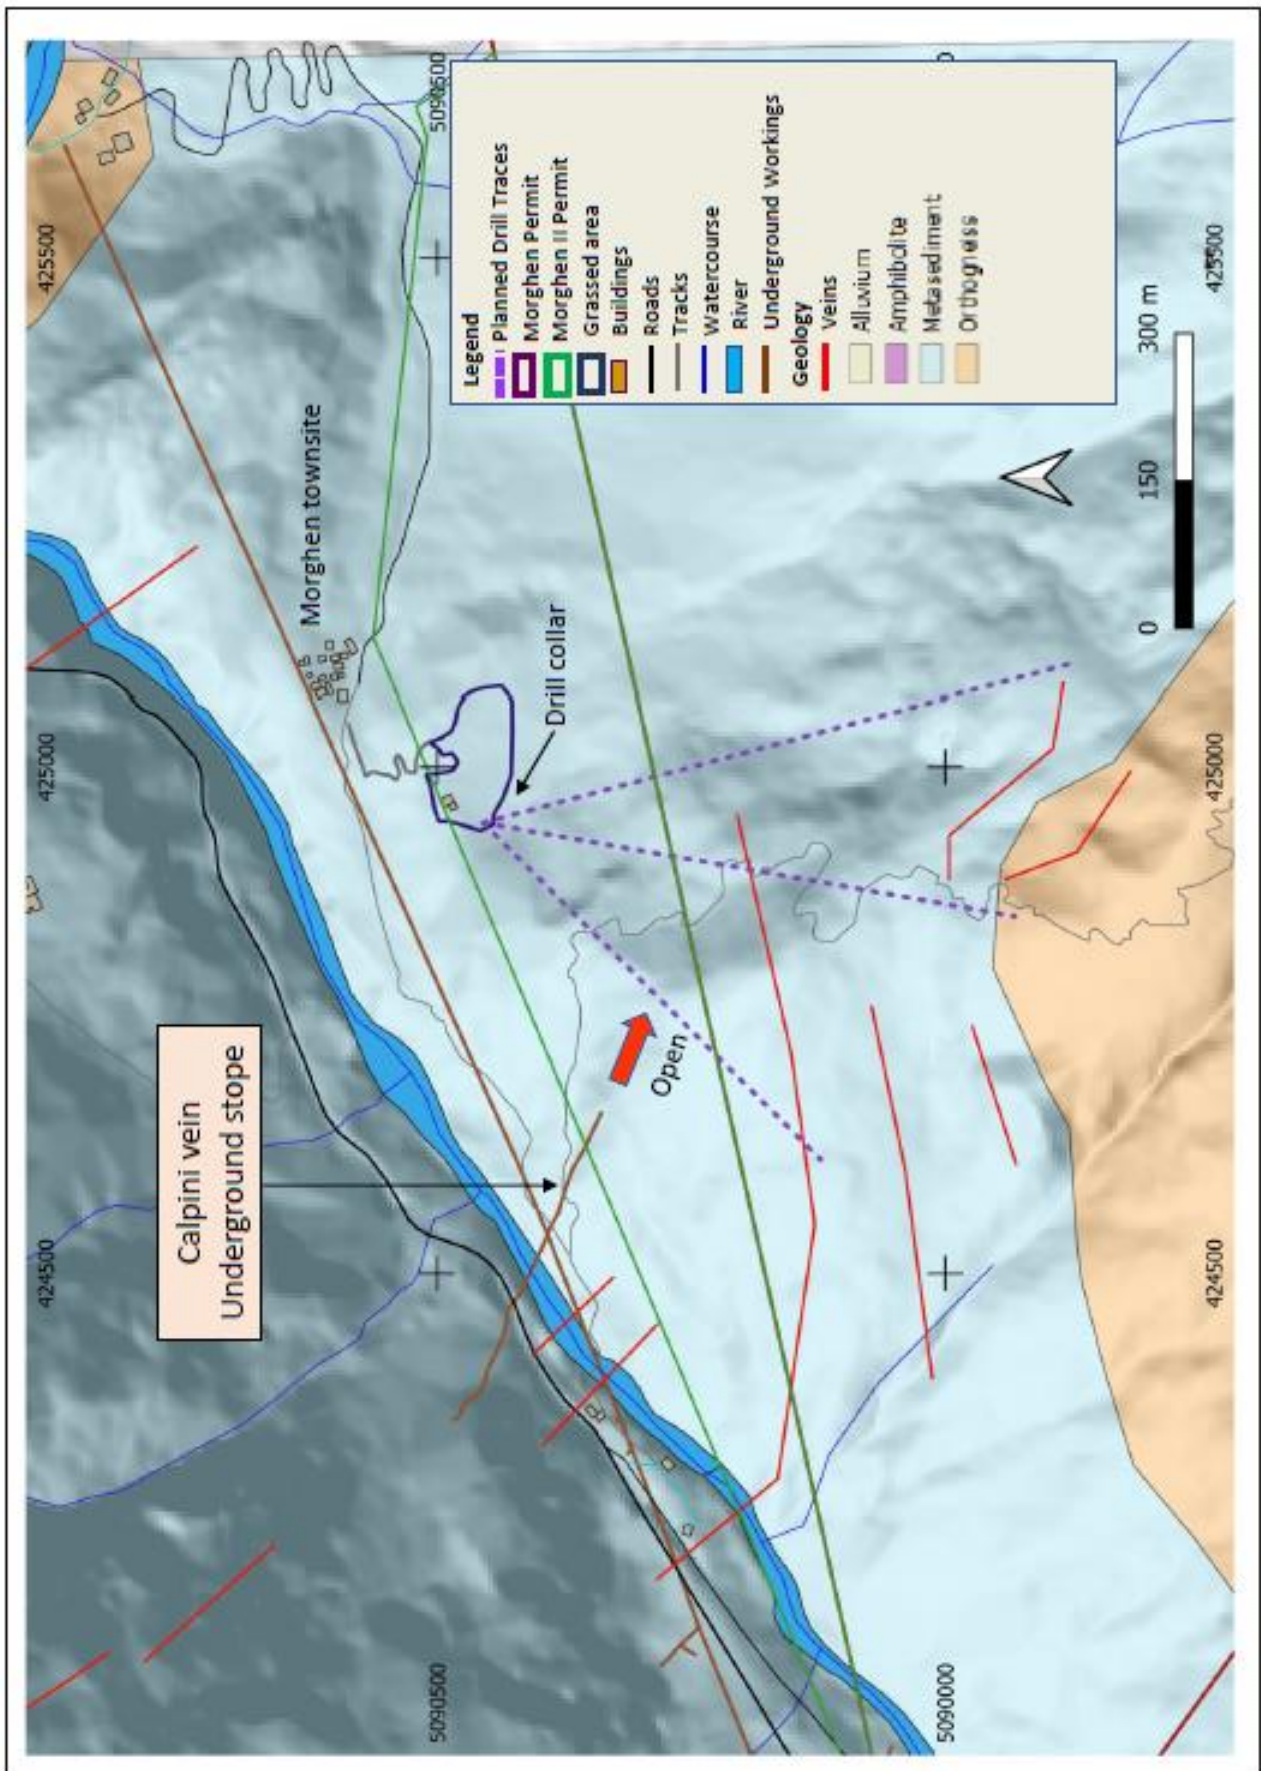 425500
425000
424500
5090500
5090500
5090000
Calpini vein
Underground stope
Morghen townsite
Drill collar
Open
Legend
Planned Drill Traces
Morghen Permit
Morghen II Permit
Grassed area
Buildings
Roads
Tracks
Watercourse
River
Underground Workings
Geology
Veins
Alluvium
Amphibolite
Metasediment
Orthogneiss
0 150 300 m
424500
425000
425500